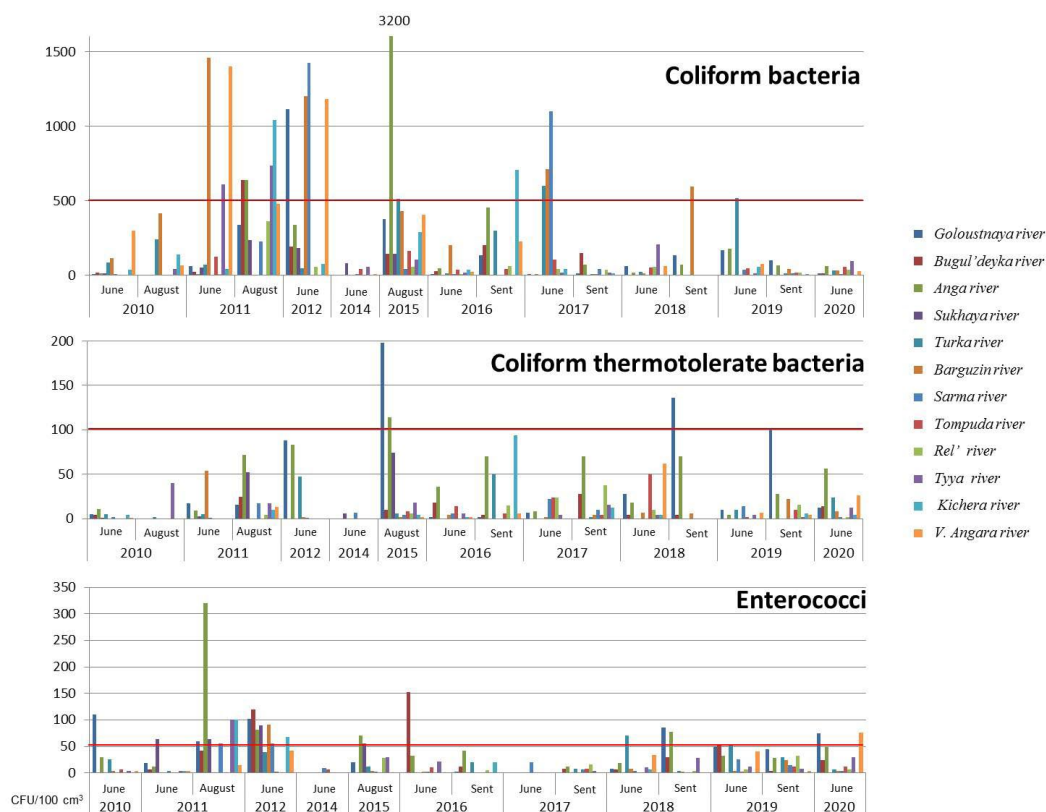 3200
Coliform bacteria
1500
1000
500
0
June August June August June June August June Sent June Sent June Sent June Sent June
2010 2011 2012 2014 2015 2016 2017 2018 2019 2020
Coliform thermotolerate bacteria
200
150
100
50
0
June August June August June June August June Sent June Sent June Sent June Sent June
2010 2011 2012 2014 2015 2016 2017 2018 2019 2020
Enterococci
350
300
250
200
150
100
50
0
June June August June June August June Sent June Sent June Sent June Sent June
2010 2011 2012 2014 2015 2016 2017 2018 2019 2020
CFU/100 cm³
Goloustnaya river
Bugul'deyka river
Anga river
Sukhaya river
Turka river
Barguzin river
Sarma river
Tompuda river
Rel' river
Tyya river
Kichera river
V. Angara river